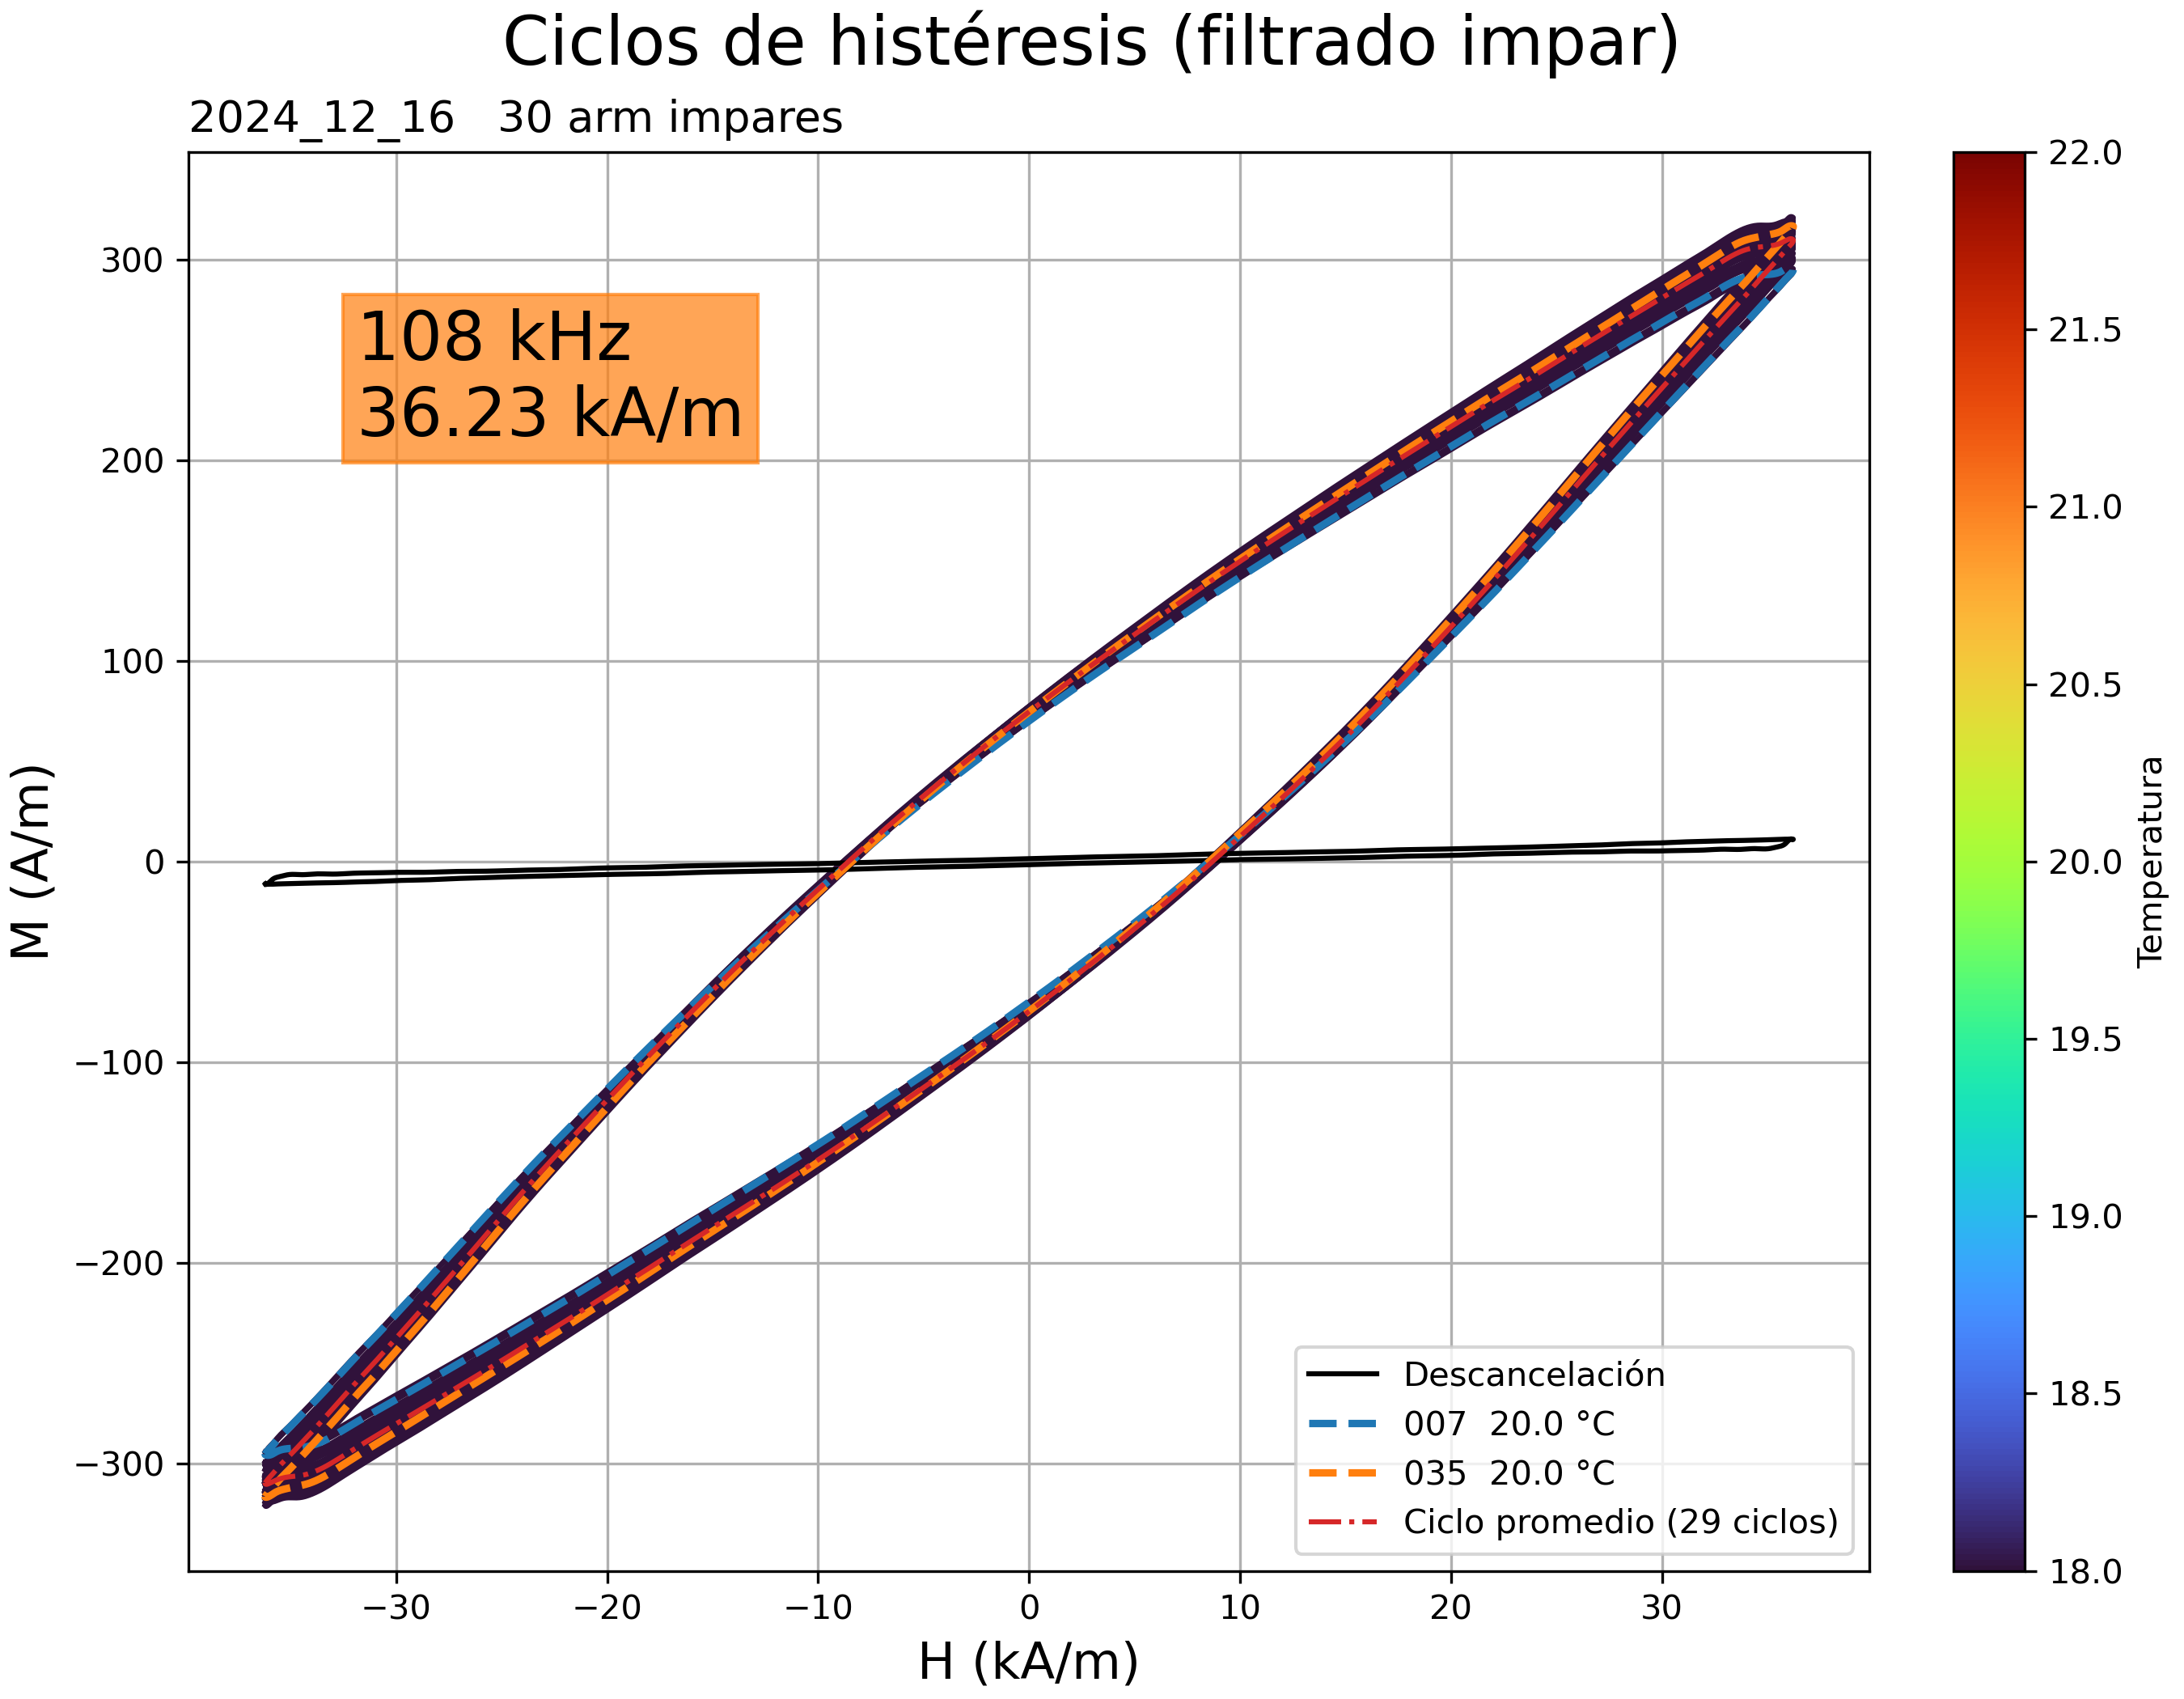 Ciclos de histéresis (filtrado impar)
2024_12_16   30 arm impares
108 kHz
36.23 kA/m
M (A/m)
300
200
100
0
−100
−200
−300
−30
−20
−10
0
10
20
30
H (kA/m)
Descancelación
007  20.0 °C
035  20.0 °C
Ciclo promedio (29 ciclos)
22.0
21.5
21.0
20.5
20.0
19.5
19.0
18.5
18.0
Temperatura